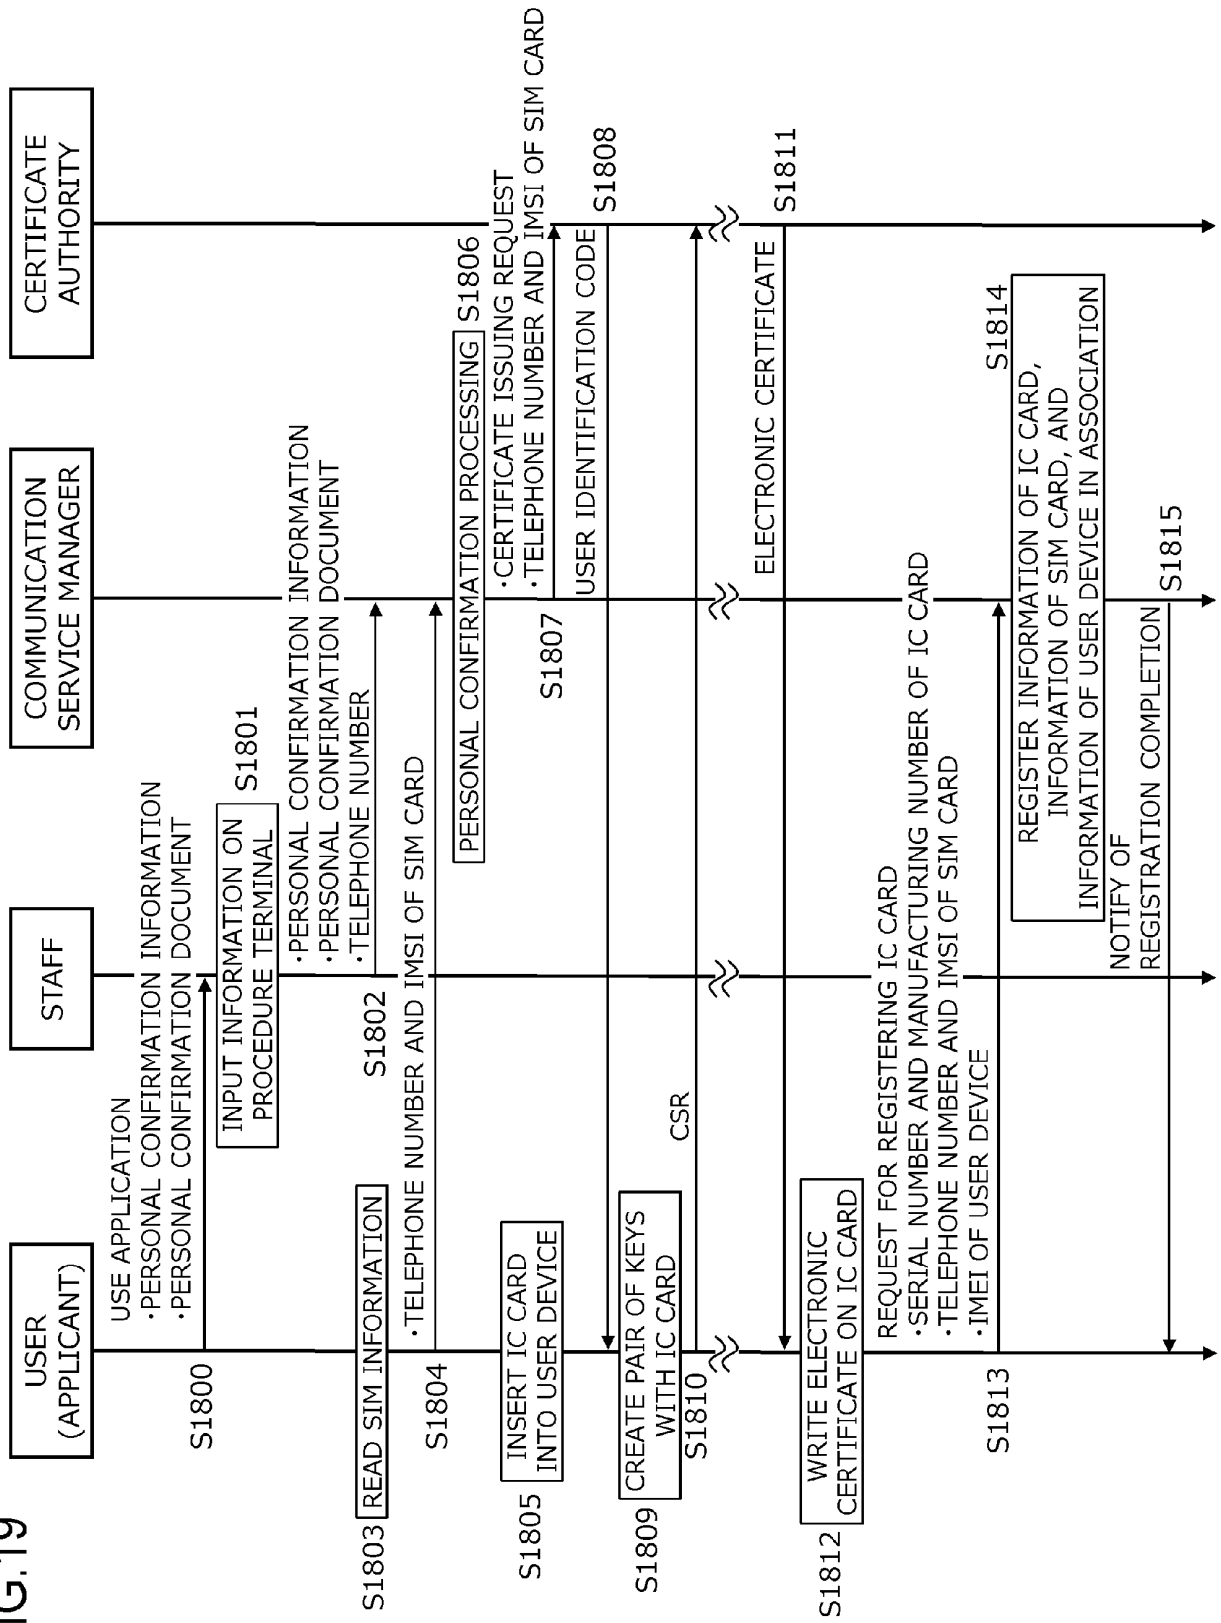 IG.19
USER
(APPLICANT)
STAFF
COMMUNICATION
SERVICE MANAGER
CERTIFICATE
AUTHORITY
USE APPLICATION
·PERSONAL CONFIRMATION INFORMATION
·PERSONAL CONFIRMATION DOCUMENT
S1800
INPUT INFORMATION ON
PROCEDURE TERMINAL
S1801
·PERSONAL CONFIRMATION INFORMATION
·PERSONAL CONFIRMATION DOCUMENT
·TELEPHONE NUMBER
S1802
S1803
READ SIM INFORMATION
·TELEPHONE NUMBER AND IMSI OF SIM CARD
S1804
PERSONAL CONFIRMATION PROCESSING
S1806
S1805
INSERT IC CARD
INTO USER DEVICE
·CERTIFICATE ISSUING REQUEST
·TELEPHONE NUMBER AND IMSI OF SIM CARD
S1807
USER IDENTIFICATION CODE
S1808
S1809
CREATE PAIR OF KEYS
WITH IC CARD
CSR
S1810
ELECTRONIC CERTIFICATE
S1811
S1812
WRITE ELECTRONIC
CERTIFICATE ON IC CARD
REQUEST FOR REGISTERING IC CARD
·SERIAL NUMBER AND MANUFACTURING NUMBER OF IC CARD
·TELEPHONE NUMBER AND IMSI OF SIM CARD
·IMEI OF USER DEVICE
S1813
S1814
REGISTER INFORMATION OF IC CARD,
INFORMATION OF SIM CARD, AND
INFORMATION OF USER DEVICE IN ASSOCIATION
NOTIFY OF
REGISTRATION COMPLETION
S1815